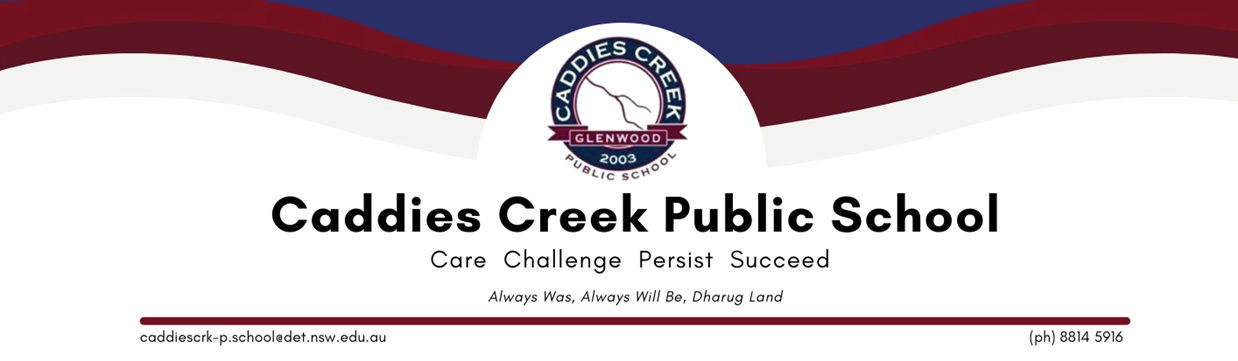 CADDIES CREEK
GLENWOOD
2003
PUBLIC SCHOOL
Caddies Creek Public School
Care Challenge Persist Succeed
Always Was, Always Will Be, Dharug Land
caddiescrk-p.school@det.nsw.edu.au
(ph) 8814 5916